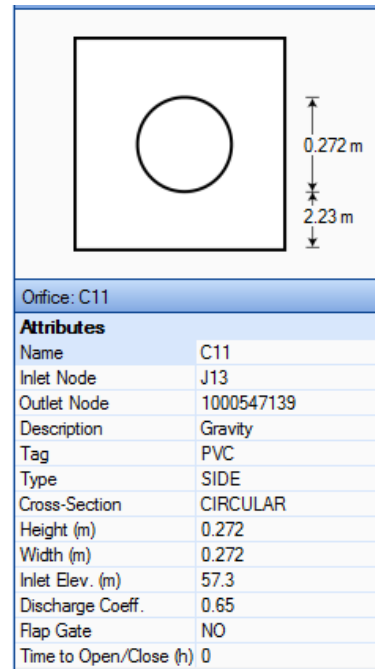 0.272 m
2.23 m
Orifice: C11
Attributes
Name C11
Inlet Node J13
Outlet Node 1000547139
Description Gravity
Tag PVC
Type SIDE
Cross-Section CIRCULAR
Height (m) 0.272
Width (m) 0.272
Inlet Elev. (m) 57.3
Discharge Coeff. 0.65
Flap Gate NO
Time to Open/Close (h) 0